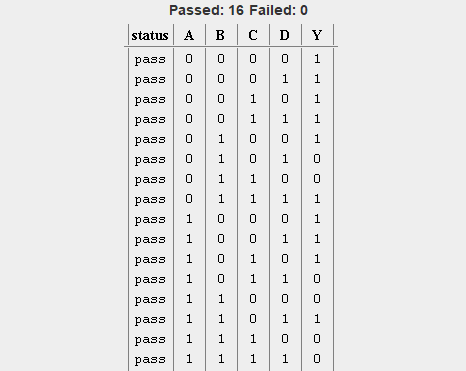 Passed: 16 Failed: 0
status A B C D Y
pass 0 0 0 0 1
pass 0 0 0 1 1
pass 0 0 1 0 1
pass 0 0 1 1 1
pass 0 1 0 0 1
pass 0 1 0 1 0
pass 0 1 1 0 0
pass 0 1 1 1 1
pass 1 0 0 0 1
pass 1 0 0 1 1
pass 1 0 1 0 1
pass 1 0 1 1 0
pass 1 1 0 0 0
pass 1 1 0 1 1
pass 1 1 1 0 0
pass 1 1 1 1 0